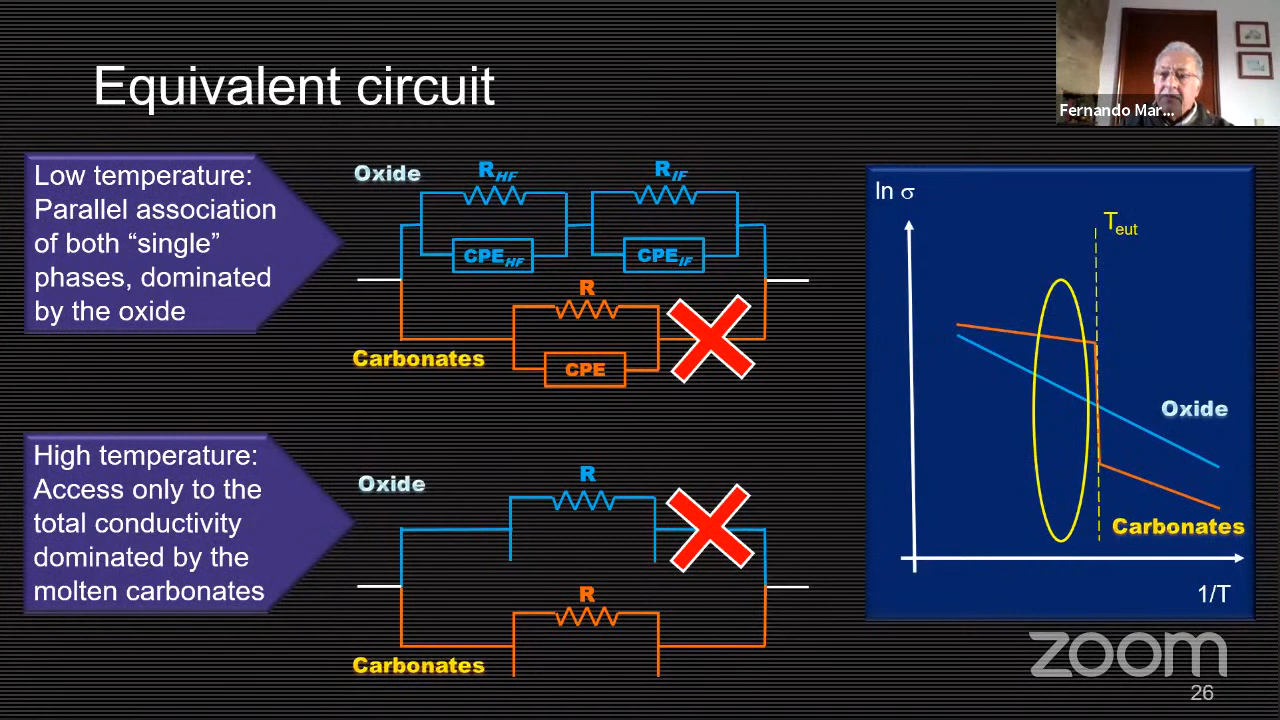 Equivalent circuit
Fernando Mar...
Low temperature:
Parallel association
of both “single”
phases, dominated
by the oxide
Oxide
R_HF
R_IF
CPE_HF
CPE_IF
R
Carbonates
CPE
High temperature:
Access only to the
total conductivity
dominated by the
molten carbonates
Oxide
R
R
Carbonates
ln σ
T_eut
Oxide
Carbonates
1/T
zoom
26